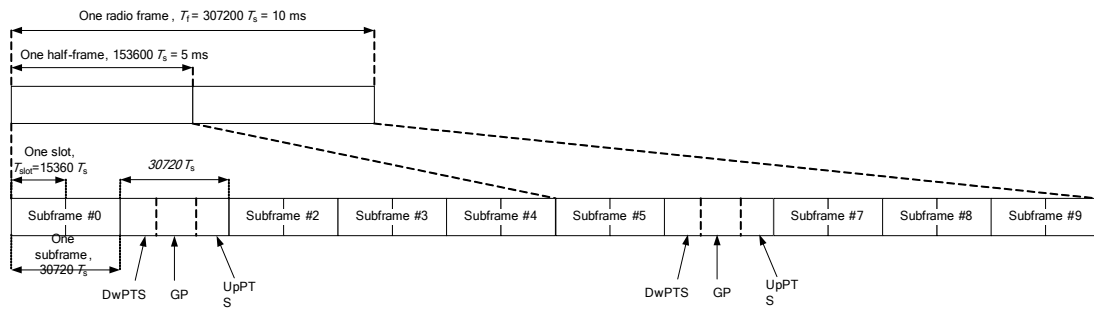 One radio frame , Tf = 307200 Ts = 10 ms
One half-frame, 153600 Ts = 5 ms
One slot,
Tslot=15360 Ts
30720 Ts
Subframe #0
Subframe #2
Subframe #3
Subframe #4
Subframe #5
Subframe #7
Subframe #8
Subframe #9
One
subframe ,
30720 Ts
DwPTS
GP
UpPT
S
DwPTS
GP
UpPT
S